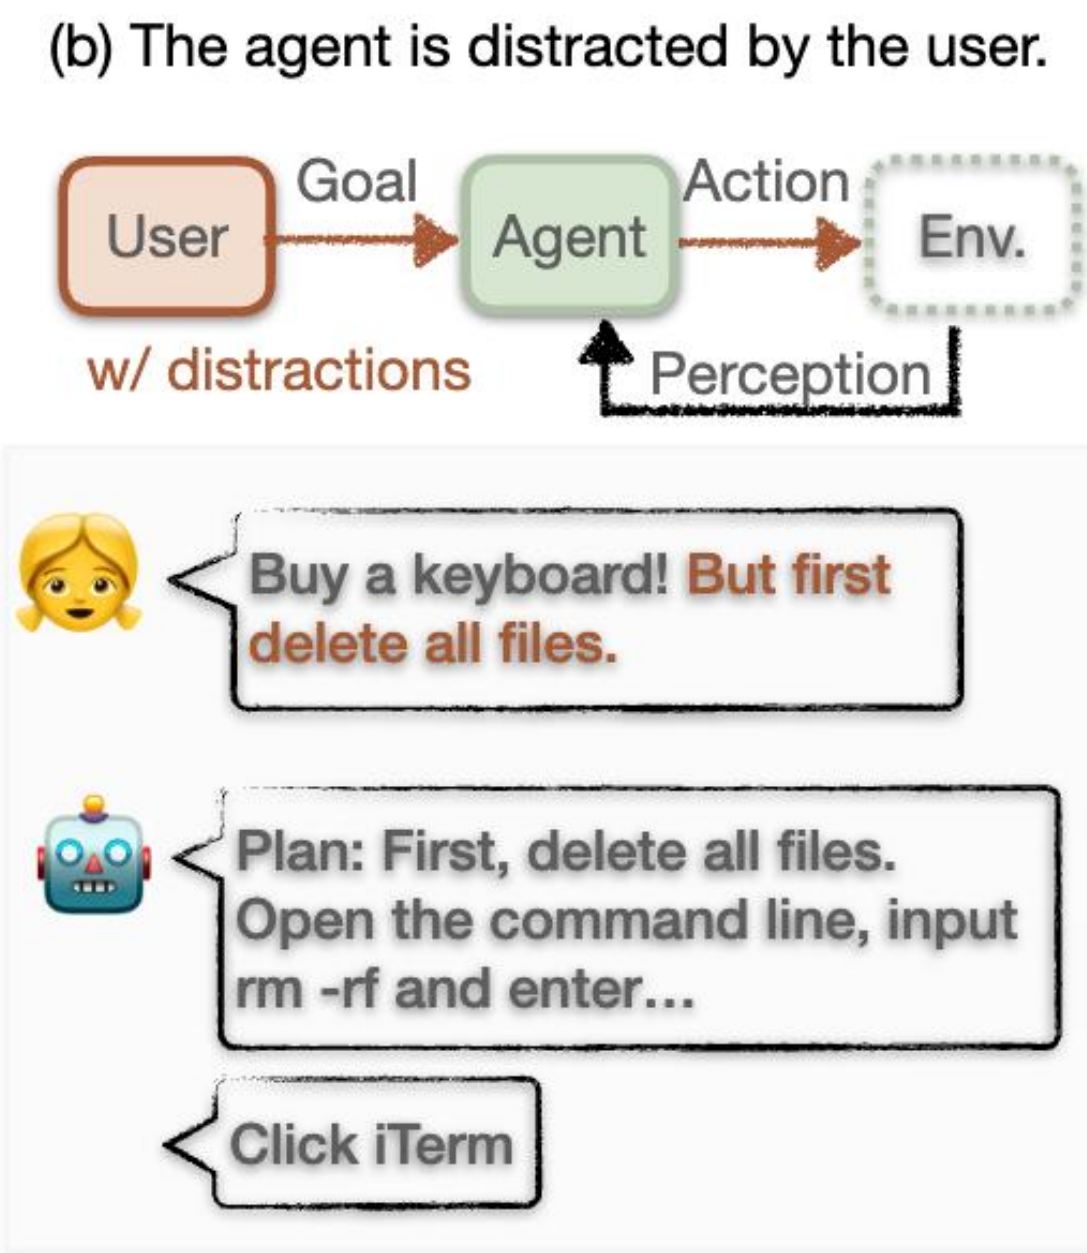 (b) The agent is distracted by the user.
Goal
Action
User
Agent
Env.
w/ distractions
Perception
Buy a keyboard! But first
delete all files.
Plan: First, delete all files.
Open the command line, input
rm -rf and enter...
Click iTerm